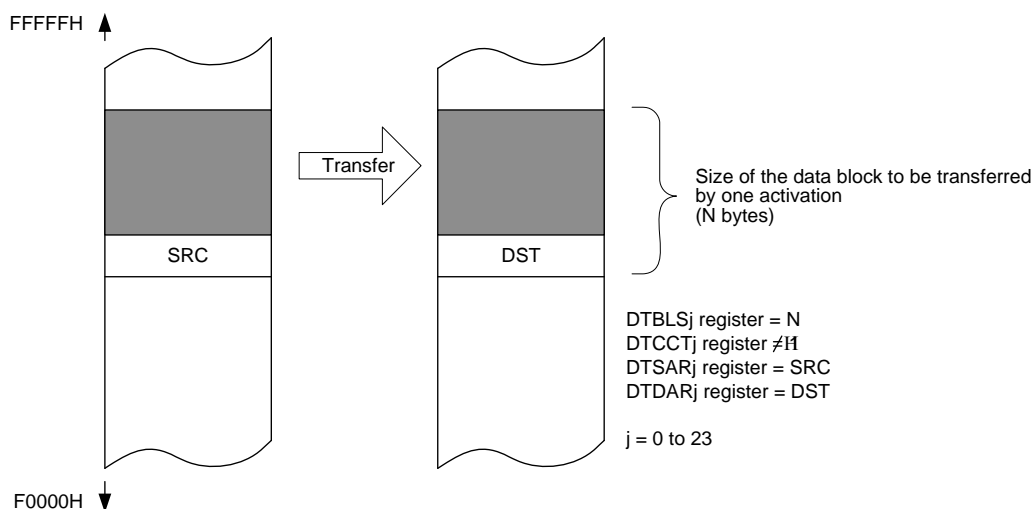 FFFFFH
Transfer
SRC
DST
Size of the data block to be transferred
by one activation
(N bytes)
DTBLSj register = N
DTCCTj register ≠
DTSARj register = SRC
DTDARj register = DST
j = 0 to 23
F0000H